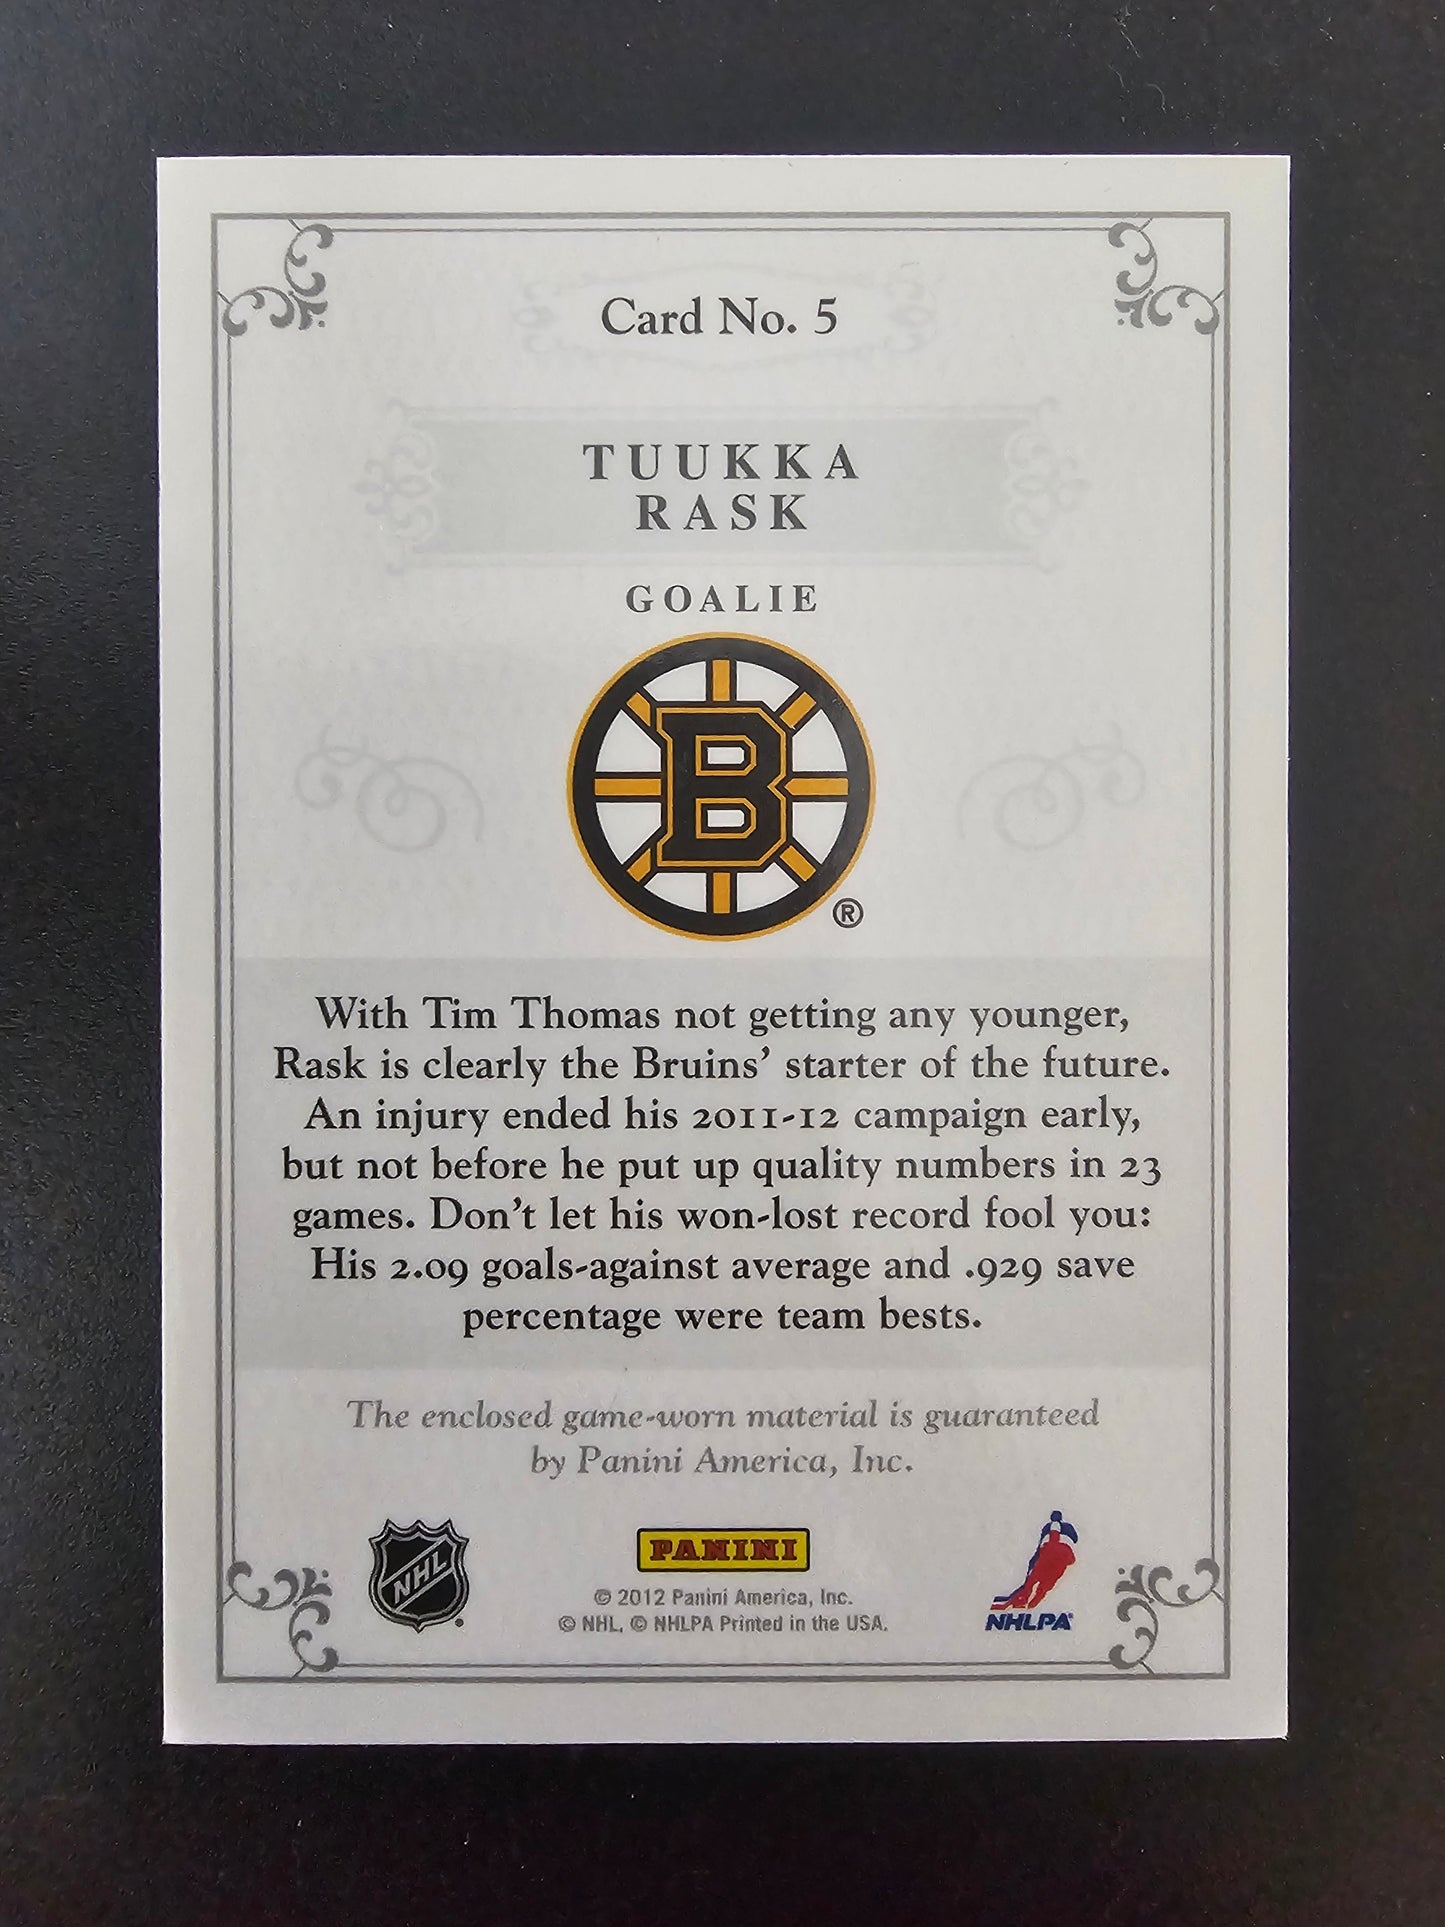 Card No. 5
TUUKKA
RASK
GOALIE
B
®
With Tim Thomas not getting any younger,
Rask is clearly the Bruins’ starter of the future.
An injury ended his 2011-12 campaign early,
but not before he put up quality numbers in 23
games. Don’t let his won-lost record fool you:
His 2.09 goals-against average and .929 save
percentage were team bests.
The enclosed game-worn material is guaranteed
by Panini America, Inc.
NHL
PANINI
© 2012 Panini America, Inc.
© NHL, © NHLPA Printed in the USA.
NHLPA